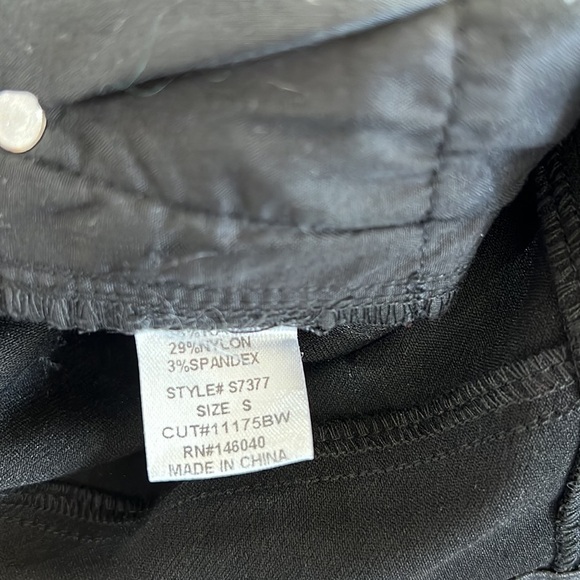 29%NYLON
3%SPANDEX
STYLE# S7377
SIZE S
CUT#11175BW
RN#146040
MADE IN CHINA